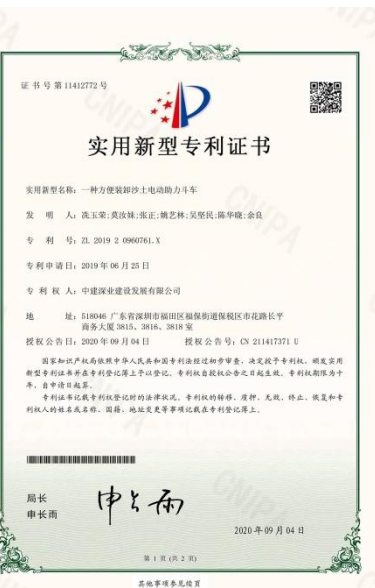 证书号第11412772号
实用新型专利证书
实用新型名称：一种方便装卸沙土电动助力斗车
发 明 人：冼玉荣;莫汝妹;张正;姚艺林;吴坚民;陈华晓;余良
专 利 号：ZL 2019 2 0960761.X
专利申请日：2019年06月25日
专 利 权 人：中建深业建设发展有限公司
地 址：518046 广东省深圳市福田区福保街道保税区市花路长平
商务大厦 3815、3816、3818室
授权公告日：2020年09月04日 授权公告号：CN 211417371 U
国家知识产权局依照中华人民共和国专利法经过初步审查，决定授予专利权，颁发实用
新型专利证书并在专利登记簿上予以登记。专利权自授权公告之日起生效。专利权期限为十
年，自申请日起算。
专利证书记载专利权登记时的法律状况。专利权的转移、质押、无效、终止、恢复和专
利权人的姓名或名称、国籍、地址变更等事项记载在专利登记簿上。
局长
申长雨
申长雨
2020年09月04日
第 1 页 (共 2 页)
其他事项参见续页
CNIPA
CNIPA
CNIPA